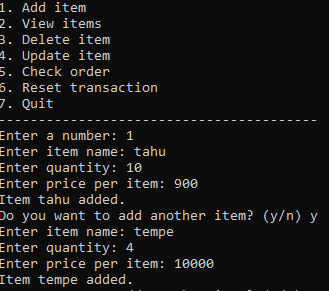 1. Add item
2. View items
3. Delete item
4. Update item
5. Check order
6. Reset transaction
7. Quit
----------------------------------------
Enter a number: 1
Enter item name: tahu
Enter quantity: 10
Enter price per item: 900
Item tahu added.
Do you want to add another item? (y/n) y
Enter item name: tempe
Enter quantity: 4
Enter price per item: 10000
Item tempe added.